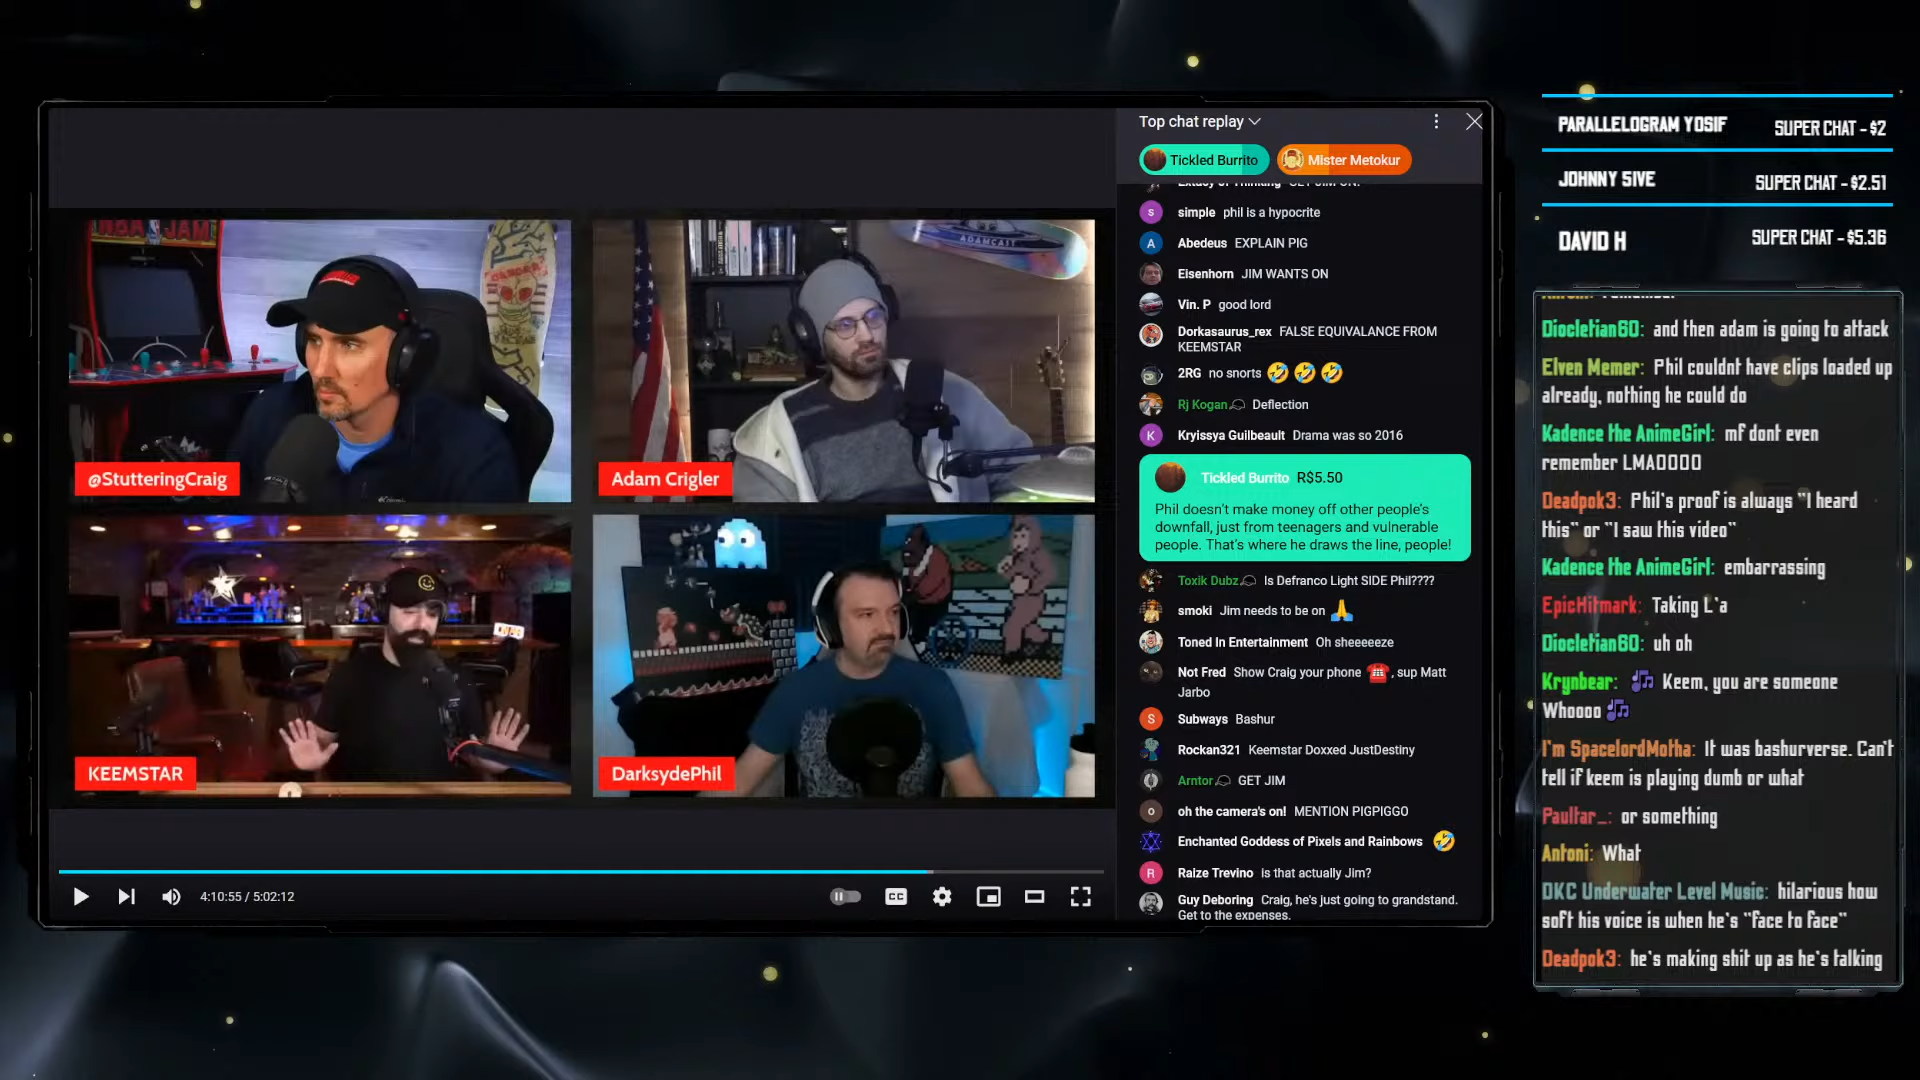 NBA JAM
@StutteringCraig
ADAMCAIT
Adam Crigler
KEEMSTAR
DarksydePhil
4:10:55 / 5:02:12
CC
Top chat replay
Tickled Burrito
Mister Metokur
Extacy of Thinking GET JIM ON!
S simple phil is a hypocrite
A Abedeus EXPLAIN PIG
Eisenhorn JIM WANTS ON
Vin. P good lord
Dorkasaurus_rex FALSE EQUIVALANCE FROM
KEEMSTAR
2RG no snorts 🤣🤣🤣
Rj Kogan Deflection
K Kryissya Guilbeault Drama was so 2016
Tickled Burrito R$5.50
Phil doesn't make money off other people's
downfall, just from teenagers and vulnerable
people. That's where he draws the line, people!
Toxik Dubz Is Defranco Light SIDE Phil????
smoki Jim needs to be on 🙏
Toned In Entertainment Oh sheeeeeze
Not Fred Show Craig your phone ☎️, sup Matt
Jarbo
S Subways Bashur
Rockan321 Keemstar Doxxed JustDestiny
Arntor GET JIM
o oh the camera's on! MENTION PIGPIGGO
Enchanted Goddess of Pixels and Rainbows 🤣
R Raize Trevino is that actually Jim?
Guy Deboring Craig, he's just going to grandstand.
Get to the expenses.
PARALLELOGRAM YOSIF SUPER CHAT - $2
JOHNNY 5IVE SUPER CHAT - $2.51
DAVID H SUPER CHAT - $5.36
Diocletian60: and then adam is going to attack
Elven Memer: Phil couldnt have clips loaded up
already, nothing he could do
Kadence the AnimeGirl: mf dont even
remember LMAOOOO
Deadpok3: Phil's proof is always "I heard
this" or "I saw this video"
Kadence the AnimeGirl: embarrassing
EpicHitmark: Taking L'a
Diocletian60: uh oh
Krynbear: 🎶 Keem, you are someone
Whoooo 🎶
I'm SpacelordMotha: It was bashurverse. Can't
tell if keem is playing dumb or what
Paultar_: or something
Antoni: What
DKC Underwater Level Music: hilarious how
soft his voice is when he's "face to face"
Deadpok3: he's making shit up as he's talking